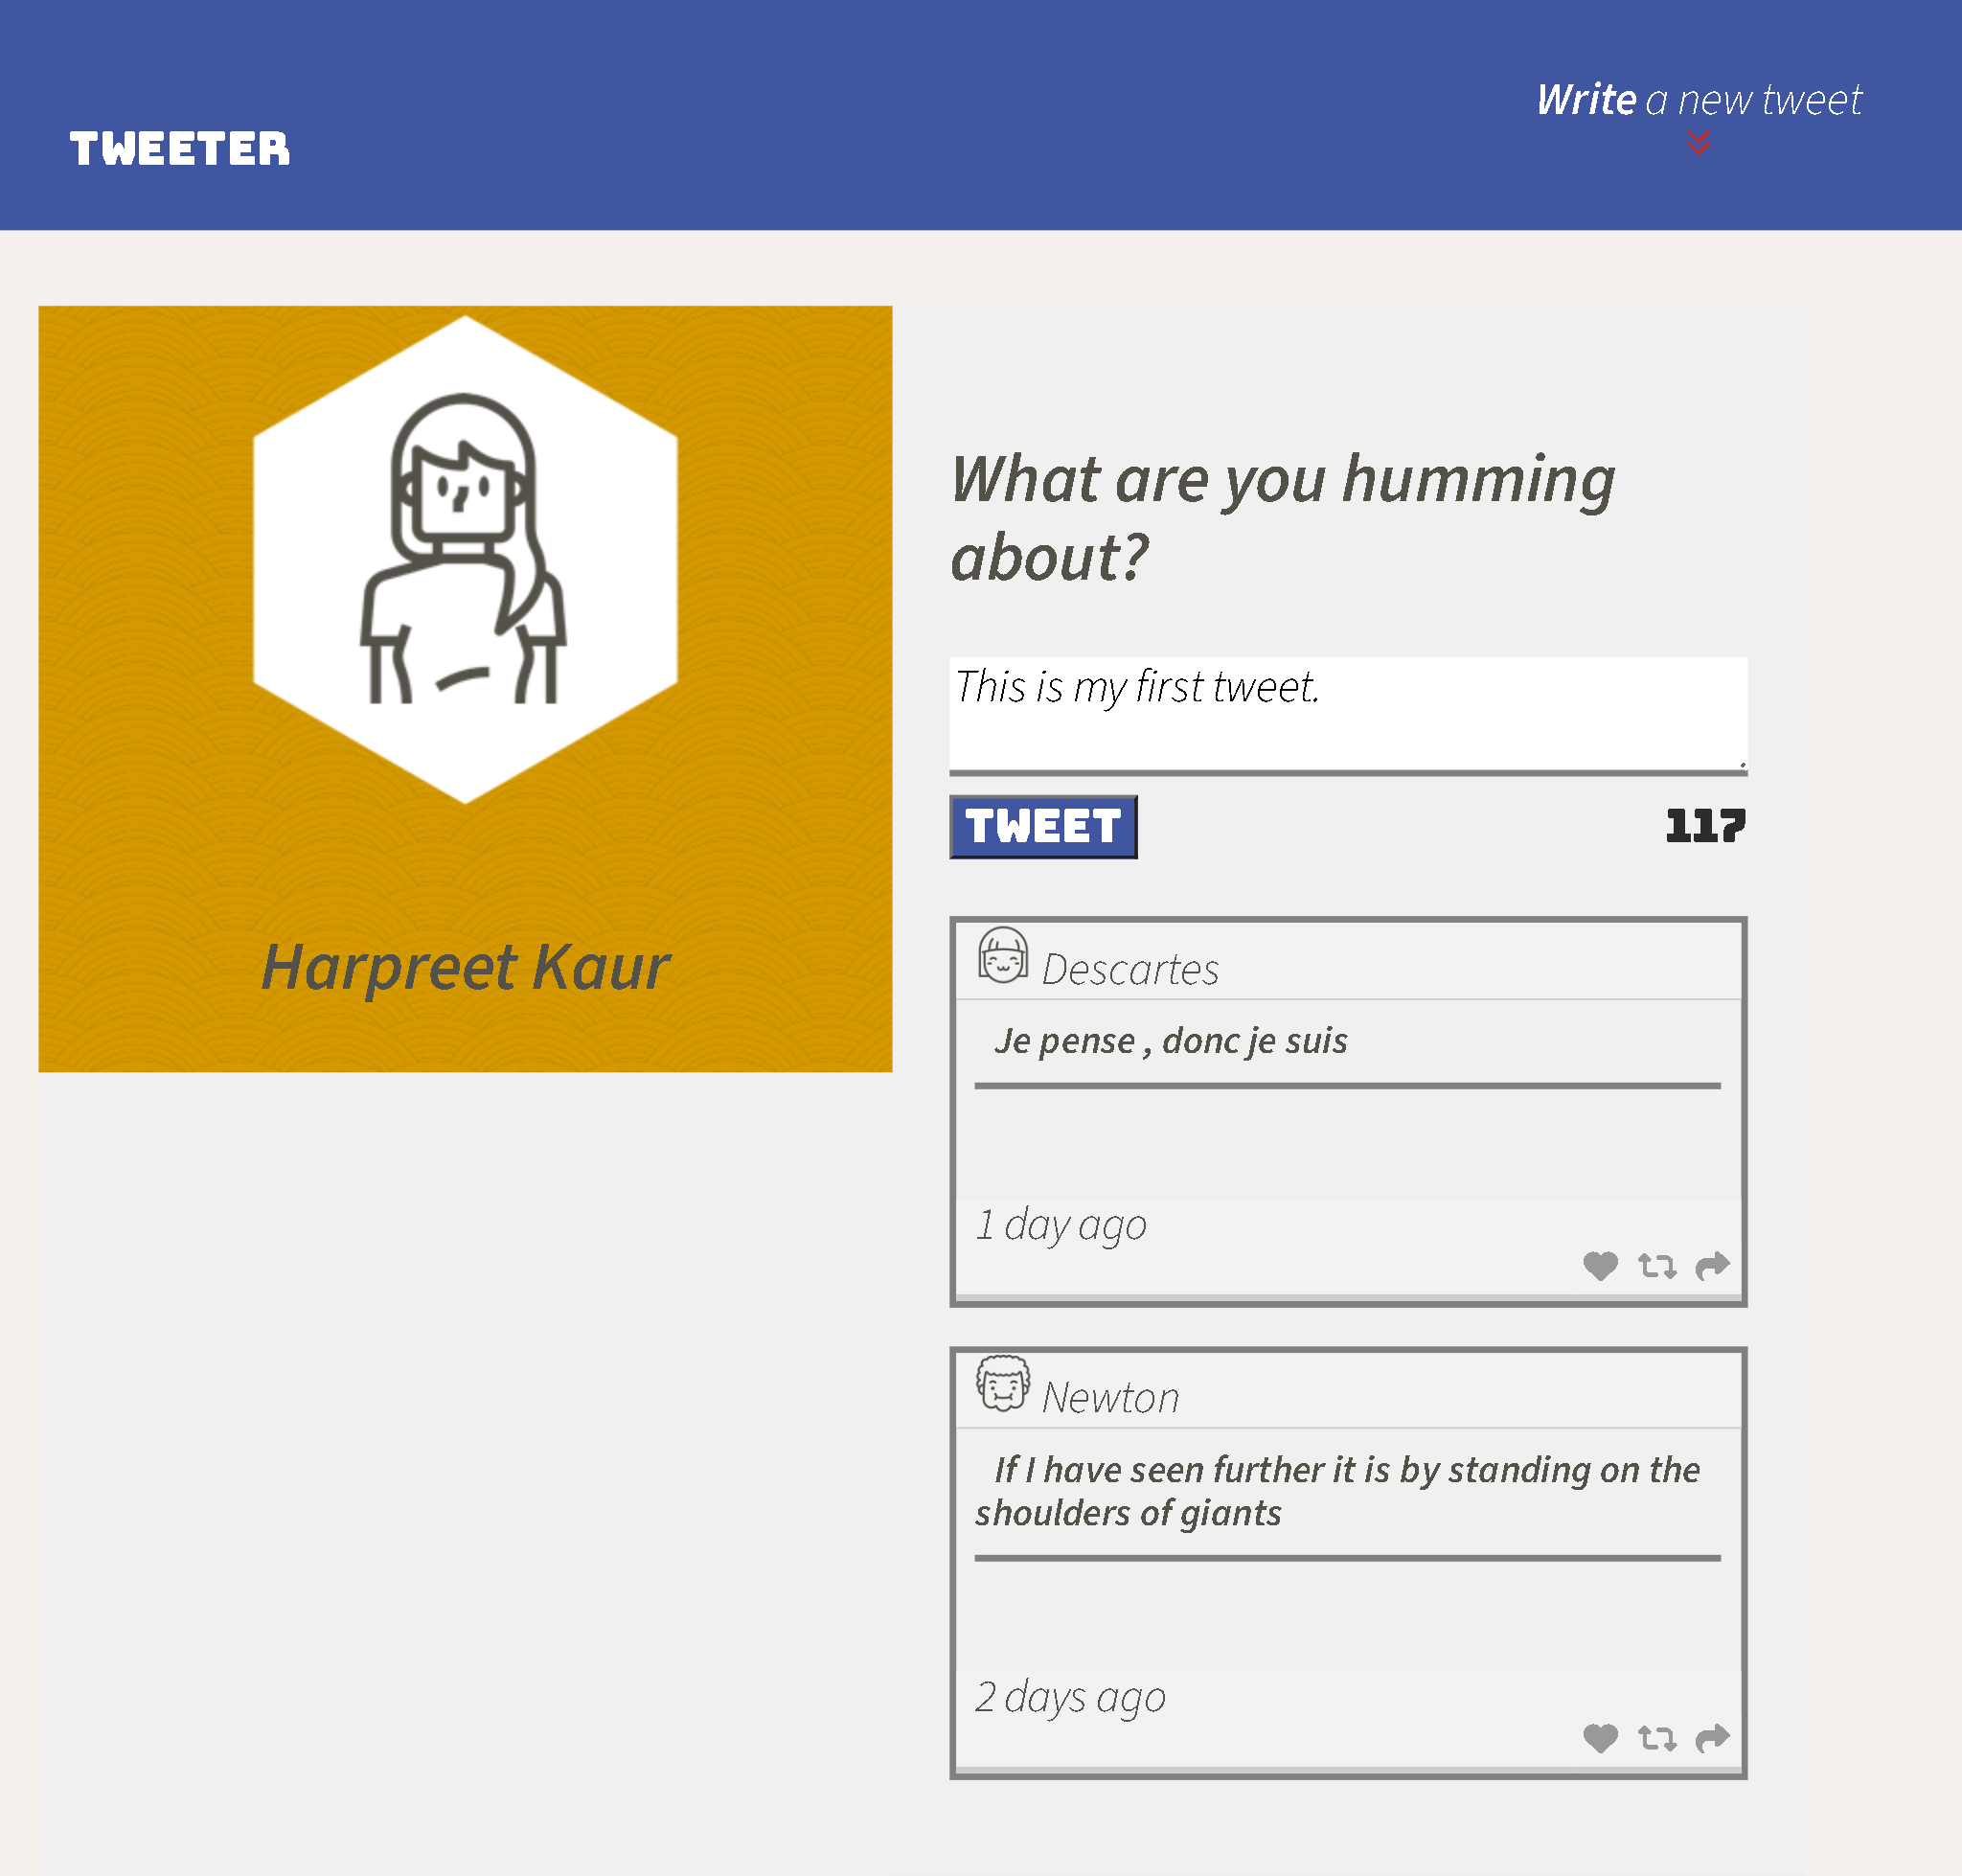 TWEETER
Write a new tweet
Harpreet Kaur
What are you humming
about?
This is my first tweet.
TWEET
117
Descartes
Je pense , donc je suis
1 day ago
Newton
If I have seen further it is by standing on the
shoulders of giants
2 days ago